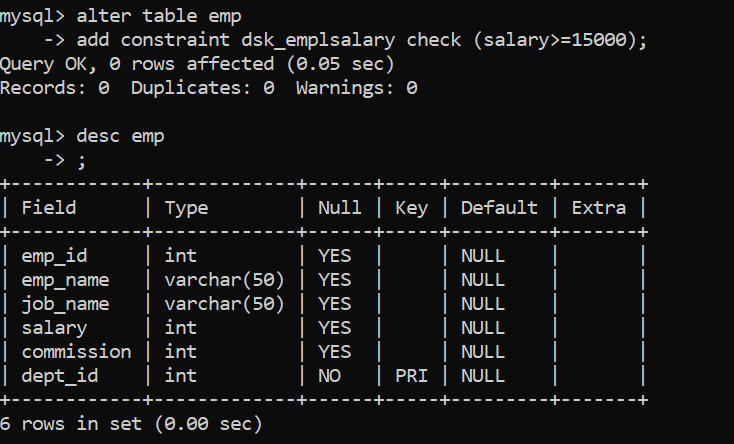 mysql> alter table emp
    -> add constraint dsk_emplsalary check (salary>=15000);
Query OK, 0 rows affected (0.05 sec)
Records: 0  Duplicates: 0  Warnings: 0

mysql> desc emp
    -> ;
+------------+-------------+------+-----+---------+-------+
| Field      | Type        | Null | Key | Default | Extra |
+------------+-------------+------+-----+---------+-------+
| emp_id     | int         | YES  |     | NULL    |       |
| emp_name   | varchar(50) | YES  |     | NULL    |       |
| job_name   | varchar(50) | YES  |     | NULL    |       |
| salary     | int         | YES  |     | NULL    |       |
| commission | int         | YES  |     | NULL    |       |
| dept_id    | int         | NO   | PRI | NULL    |       |
+------------+-------------+------+-----+---------+-------+
6 rows in set (0.00 sec)